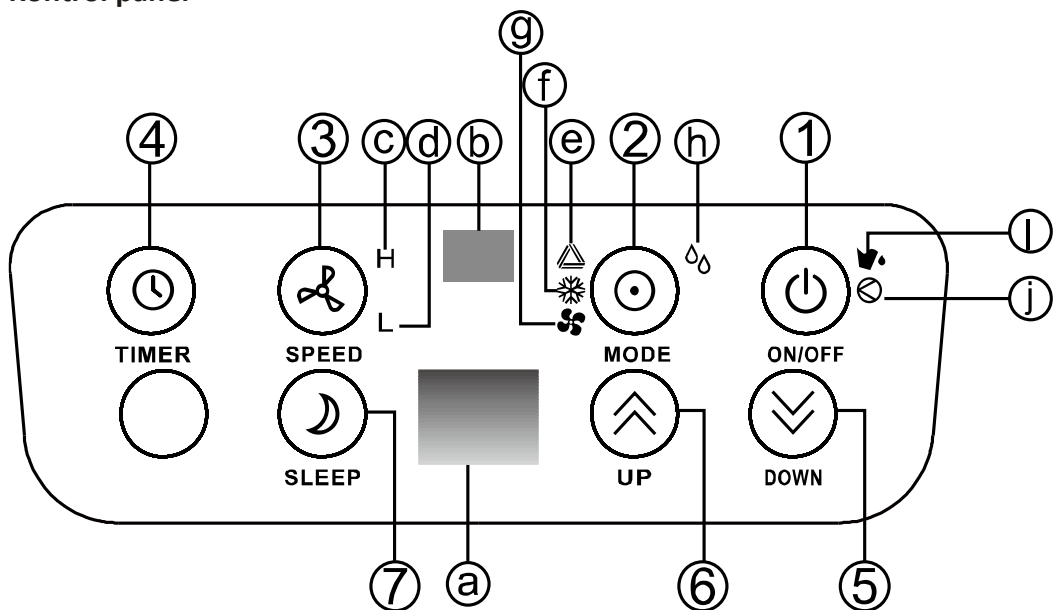 Kontrol panel
g
f
4 3 c d b e 2 h 1
H
l
L
j
TIMER SPEED MODE ON/OFF
SLEEP UP DOWN
7 a 6 5